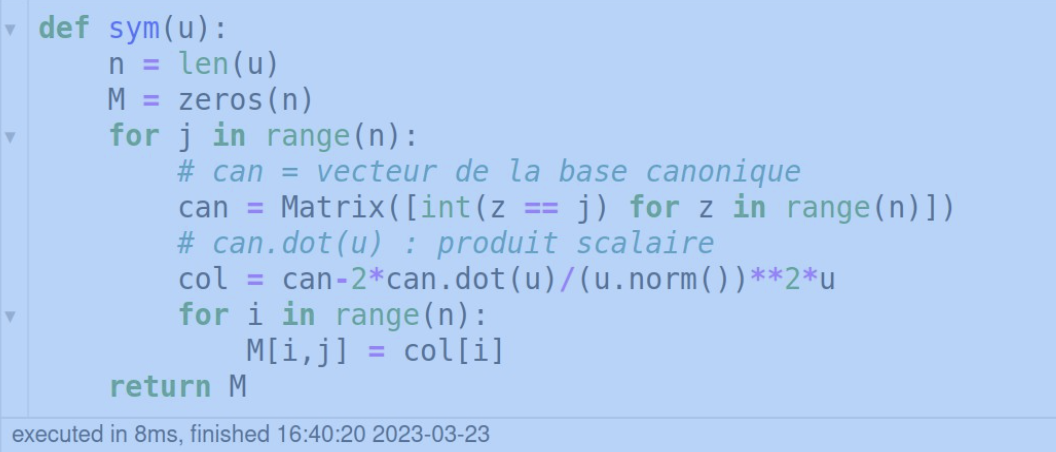 def sym(u):
    n = len(u)
    M = zeros(n)
    for j in range(n):
        # can = vecteur de la base canonique
        can = Matrix([int(z == j) for z in range(n)])
        # can.dot(u) : produit scalaire
        col = can-2*can.dot(u)/(u.norm())**2*u
        for i in range(n):
            M[i,j] = col[i]
    return M
executed in 8ms, finished 16:40:20 2023-03-23